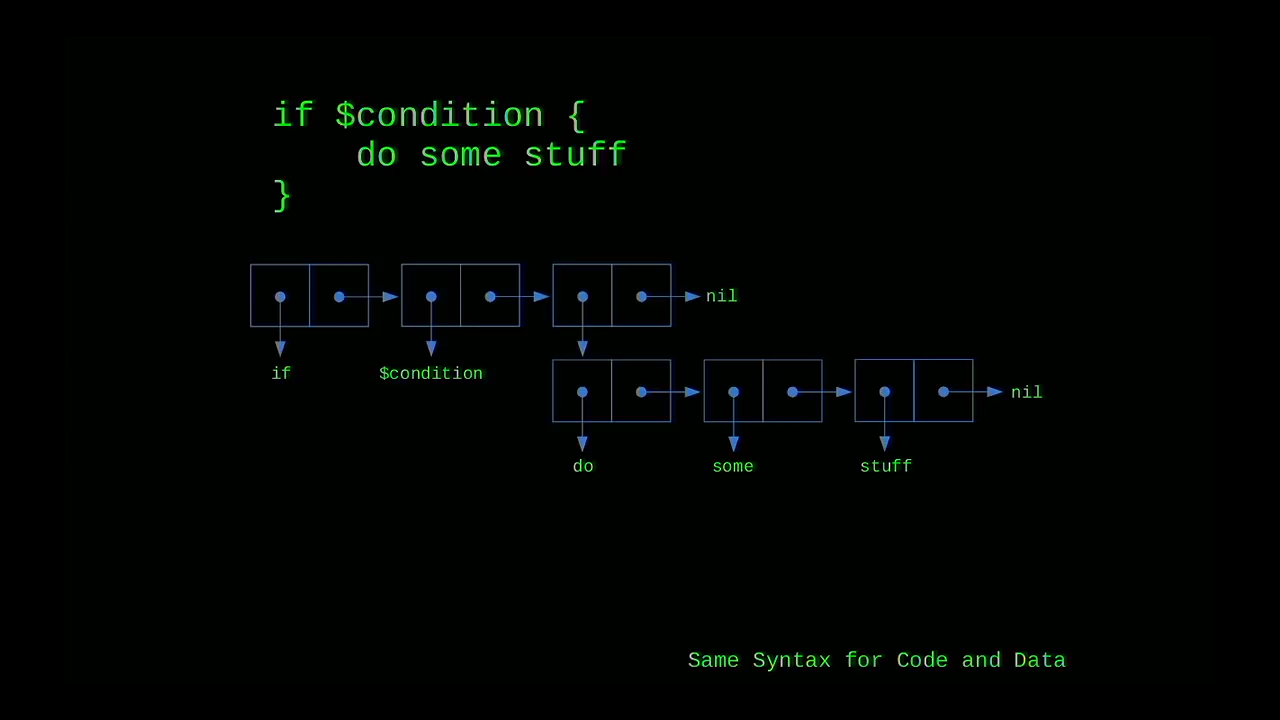 if $condition {
    do some stuff
}
nil
if $condition
nil
do some stuff
Same Syntax for Code and Data